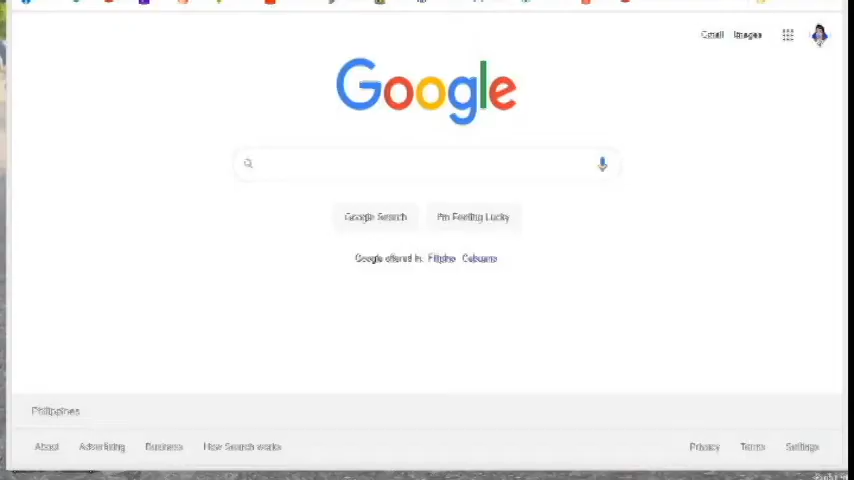 Gmail Images
Google
Google Search I'm Feeling Lucky
Google offered in: Filipino Cebuano
Philippines
About Advertising Business How Search works Privacy Terms Settings